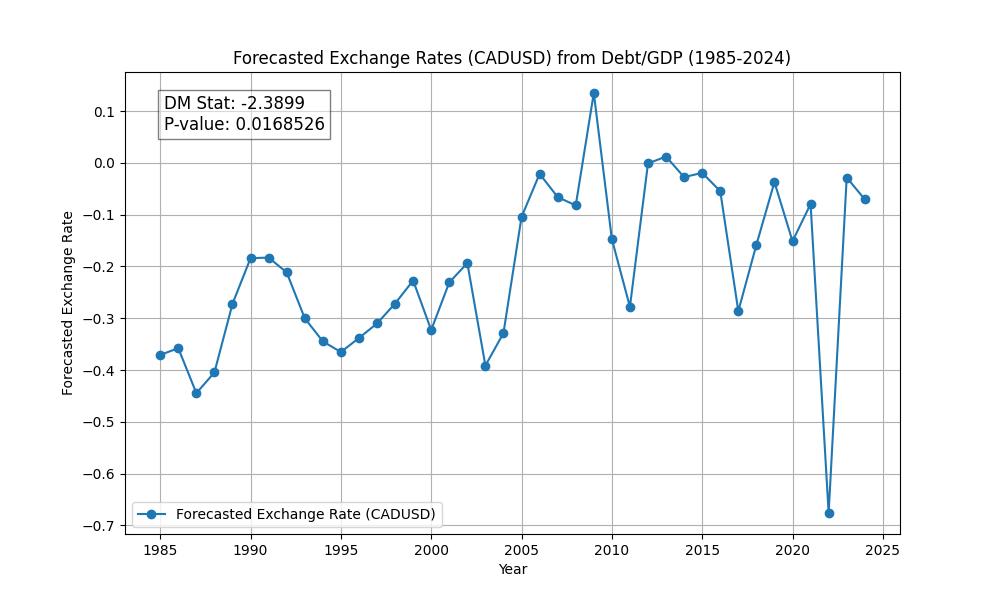 Forecasted Exchange Rates (CADUSD) from Debt/GDP (1985-2024)
DM Stat: -2.3899
P-value: 0.0168526
Forecasted Exchange Rate
0.1
0.0
−0.1
−0.2
−0.3
−0.4
−0.5
−0.6
−0.7
Forecasted Exchange Rate (CADUSD)
1985 1990 1995 2000 2005 2010 2015 2020 2025
Year